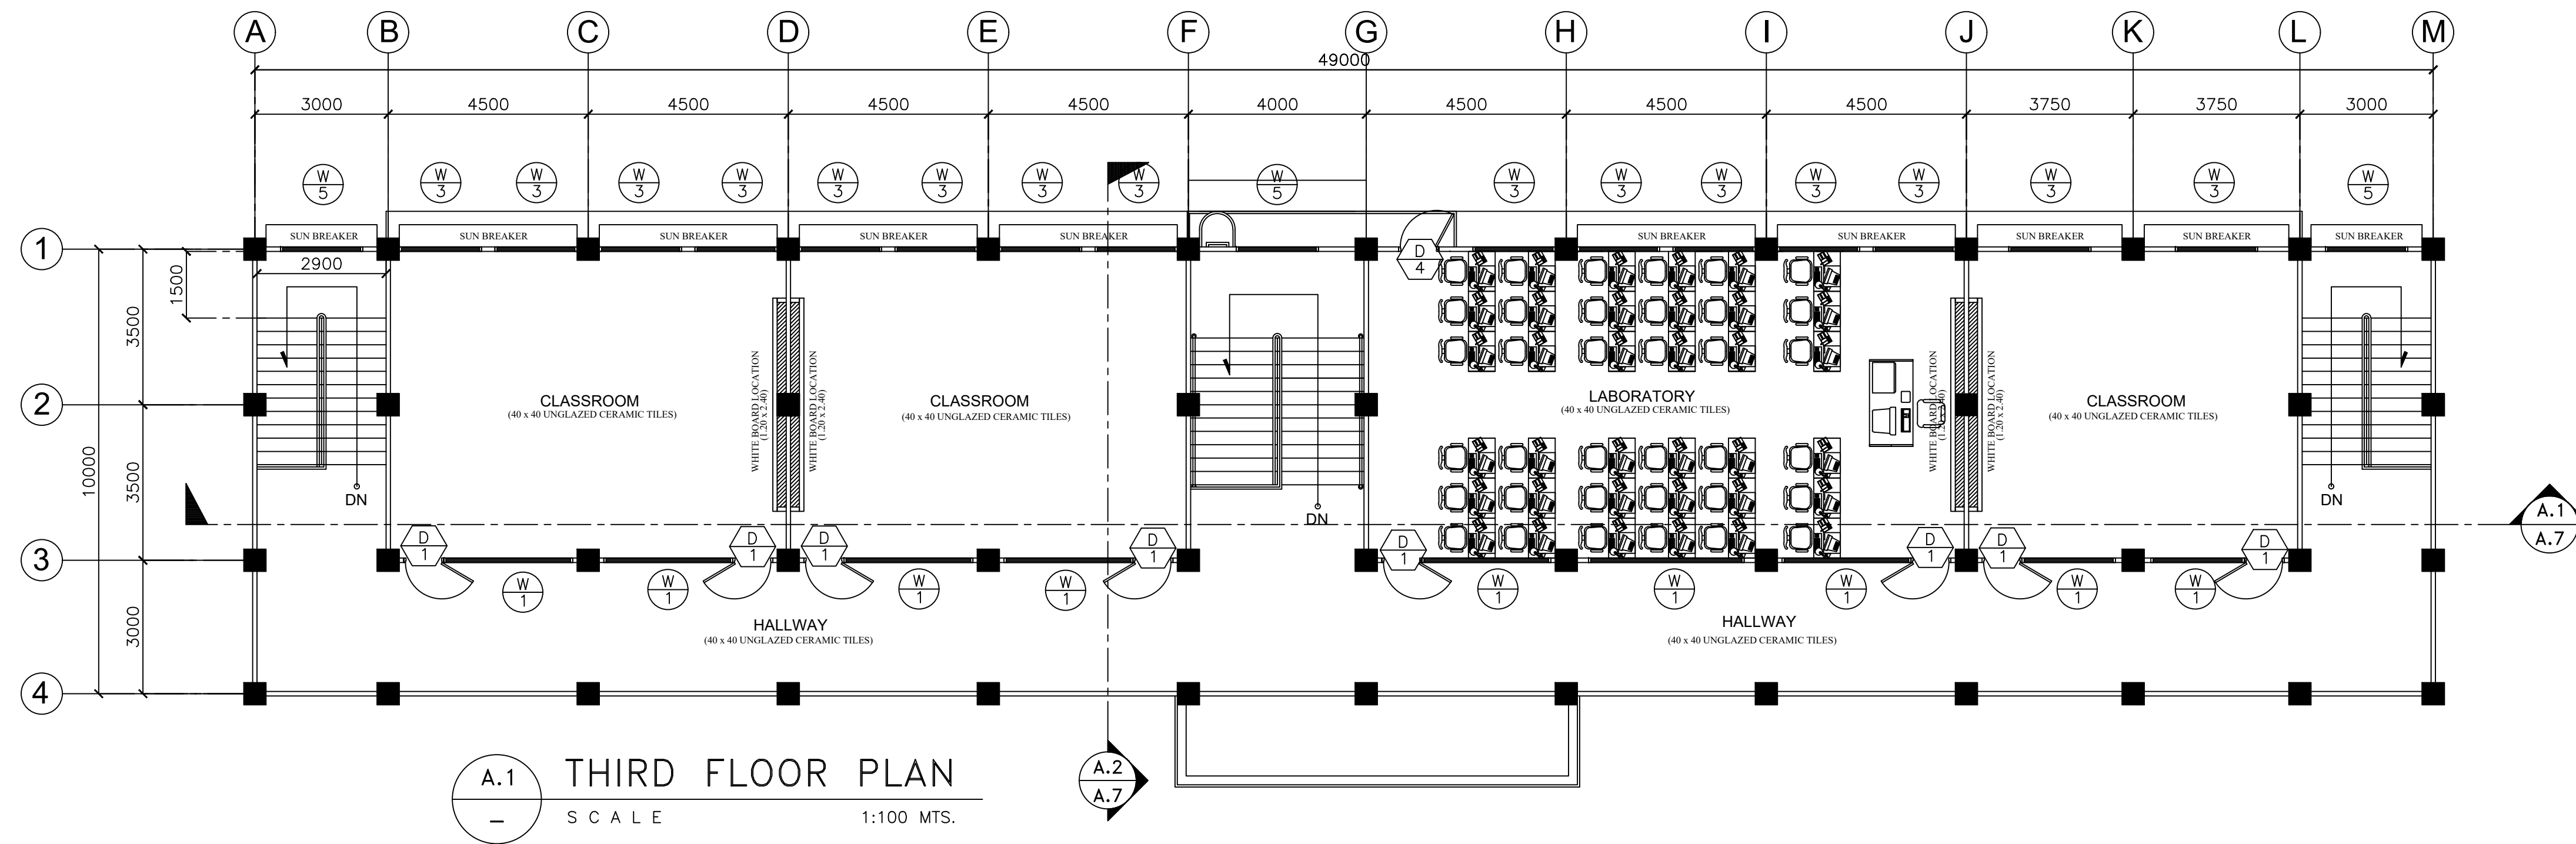 A B C D E F G H I J K L M
49000
3000 4500 4500 4500 4500 4000 4500 4500 4500 3750 3750 3000
W 5
W 3
W 3
W 3
W 3
W 3
W 3
W 3
W 3
W 5
W 3
W 3
W 3
W 3
W 3
W 3
W 3
W 5
1
SUN BREAKER
SUN BREAKER
SUN BREAKER
SUN BREAKER
SUN BREAKER
SUN BREAKER
SUN BREAKER
SUN BREAKER
SUN BREAKER
SUN BREAKER
D 4
2900
1500
3500
2
CLASSROOM
(40 x 40 UNGLAZED CERAMIC TILES)
WHITE BOARD LOCATION
(1.20 x 2.40)
WHITE BOARD LOCATION
(1.20 x 2.40)
CLASSROOM
(40 x 40 UNGLAZED CERAMIC TILES)
LABORATORY
(40 x 40 UNGLAZED CERAMIC TILES)
WHITE BOARD LOCATION
(1.20 x 2.40)
WHITE BOARD LOCATION
(1.20 x 2.40)
CLASSROOM
(40 x 40 UNGLAZED CERAMIC TILES)
10000
3500
DN
DN
DN
A.1
A.7
3
D 1
D 1
D 1
D 1
D 1
D 1
D 1
D 1
W 1
W 1
W 1
W 1
W 1
W 1
W 1
W 1
W 1
3000
HALLWAY
(40 x 40 UNGLAZED CERAMIC TILES)
HALLWAY
(40 x 40 UNGLAZED CERAMIC TILES)
4
A.1
–
THIRD FLOOR PLAN
SCALE 1:100 MTS.
A.2
A.7